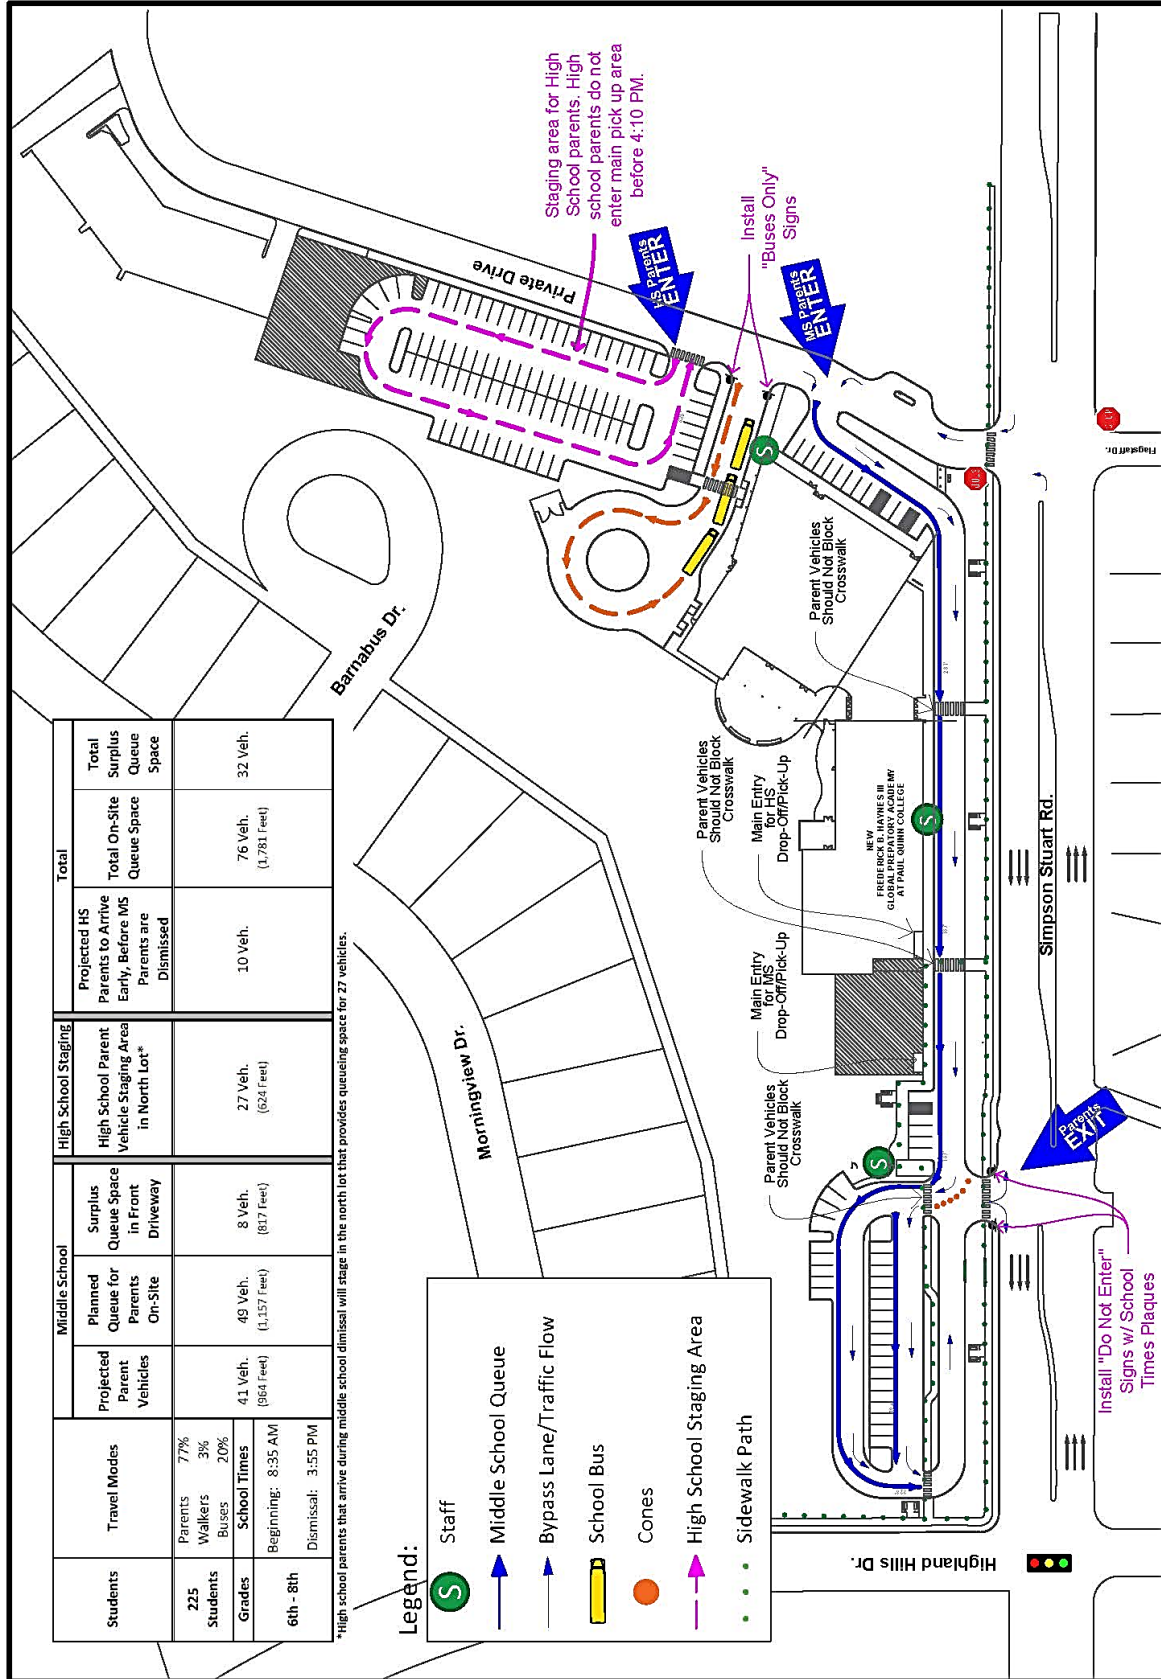 Students
Travel Modes
Middle School
High School Staging
Total
Projected
Parent
Vehicles
Planned
Queue for
Parents
On-Site
Surplus
Queue Space
in Front
Driveway
High School Parent
Vehicle Staging Area
in North Lot*
Projected HS
Parents to Arrive
Early, Before MS
Parents are
Dismissed
Total On-Site
Queue Space
Total
Surplus
Queue
Space
225
Students
Parents 77%
Walkers 3%
Buses 20%
Grades
School Times
6th - 8th
Beginning: 8:35 AM
Dismissal: 3:55 PM
41 Veh.
(964 Feet)
49 Veh.
(1,157 Feet)
8 Veh.
(817 Feet)
27 Veh.
(624 Feet)
10 Veh.
76 Veh.
(1,781 Feet)
32 Veh.
*High school parents that arrive during middle school dimissal will stage in the north lot that provides queueing space for 27 vehicles.
Legend:
S
Staff
Middle School Queue
Bypass Lane/Traffic Flow
School Bus
Cones
High School Staging Area
Sidewalk Path
Barnabus Dr.
Morningview Dr.
Private Drive
Staging area for High
School parents. High
school parents do not
enter main pick up area
before 4:10 PM.
HS Parents
ENTER
Install
"Buses Only"
Signs
MS Parents
ENTER
S
Parent Vehicles
Should Not Block
Crosswalk
Parent Vehicles
Should Not Block
Crosswalk
Main Entry
for HS
Drop-Off/Pick-Up
Main Entry
for MS
Drop-Off/Pick-Up
Parent Vehicles
Should Not Block
Crosswalk
NEW
FREDERICK B. HAYNES III
GLOBAL PREPARATORY ACADEMY
AT PAUL QUINN COLLEGE
S
S
Flagstaff Dr.
Simpson Stuart Rd.
Parents
EXIT
Install "Do Not Enter"
Signs w/ School
Times Plaques
Highland Hills Dr.